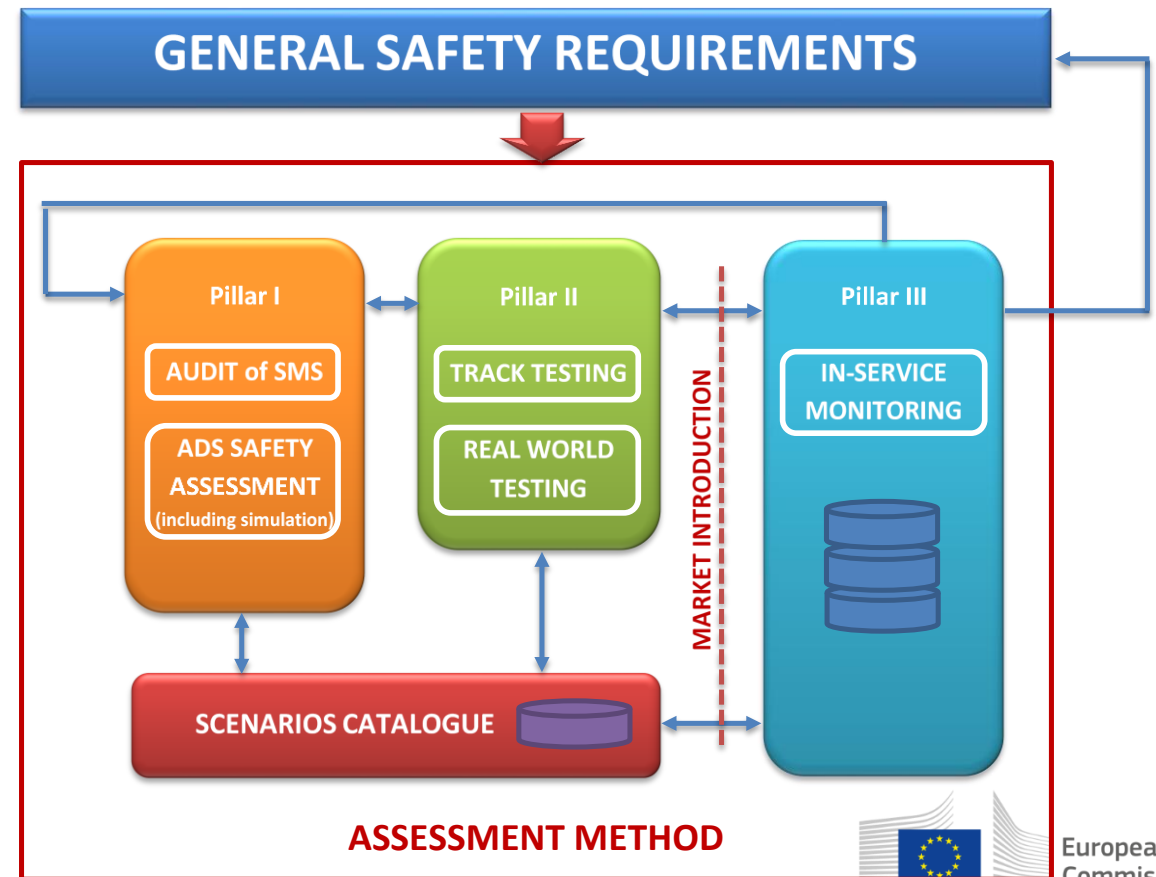 GENERAL SAFETY REQUIREMENTS
Pillar I
AUDIT of SMS
ADS SAFETY
ASSESSMENT
(including simulation)
Pillar II
TRACK TESTING
REAL WORLD
TESTING
MARKET INTRODUCTION
Pillar III
IN-SERVICE
MONITORING
SCENARIOS CATALOGUE
ASSESSMENT METHOD